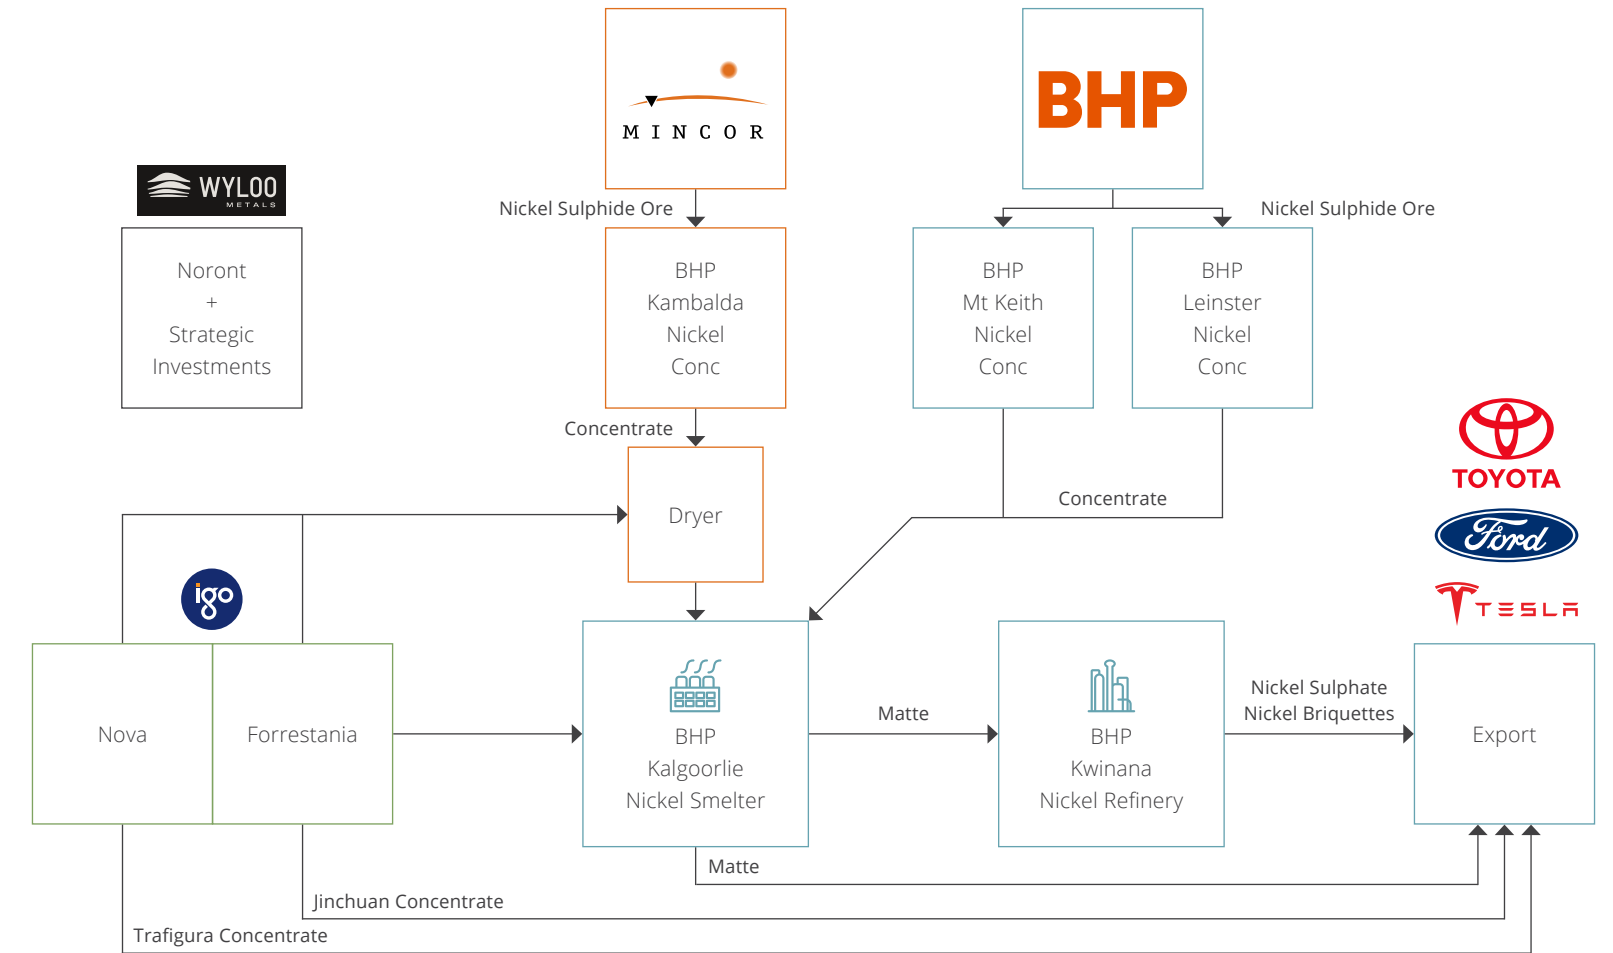 MINCOR
BHP
WYLOO
METALS
Nickel Sulphide Ore
Nickel Sulphide Ore
Noront
+
Strategic
Investments
BHP
Kambalda
Nickel
Conc
BHP
Mt Keith
Nickel
Conc
BHP
Leinster
Nickel
Conc
Concentrate
Concentrate
Dryer
TOYOTA
Ford
TESLA
igo
Nova
Forrestania
BHP
Kalgoorlie
Nickel Smelter
Matte
BHP
Kwinana
Nickel Refinery
Nickel Sulphate
Nickel Briquettes
Export
Matte
Jinchuan Concentrate
Trafigura Concentrate